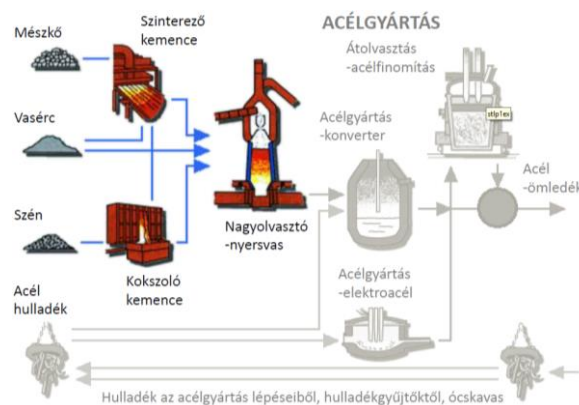 ACÉLGYÁRTÁS
Mészkő
Szinterező
kemence
Átolvasztás
-acélfinomítás
Vasérc
Acélgyártás
-konverter
stlp1ex
Acél
-ömledék
Szén
Nagyolvasztó
-nyersvas
Kokszoló
kemence
Acélgyártás
-elektroacél
Acél
hulladék
Hulladék az acélgyártás lépéseiből, hulladékgyűjtőktől, ócskavas